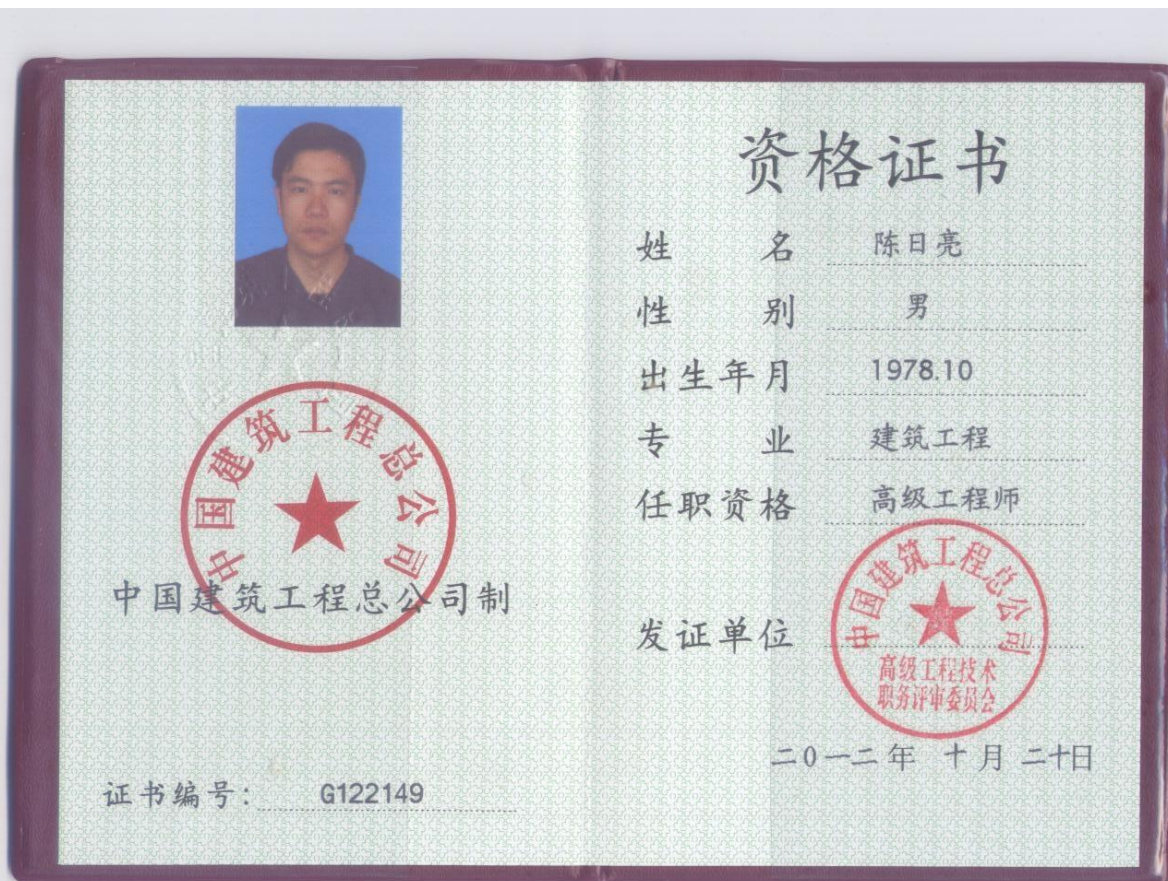 中国建筑工程总公司
中国建筑工程总公司制
证书编号: G122149
资格证书
姓名 陈日亮
性别 男
出生年月 1978.10
专业 建筑工程
任职资格 高级工程师
发证单位
中国建筑工程总公司
高级工程技术
职务评审委员会
二0一二年 十月 二十日